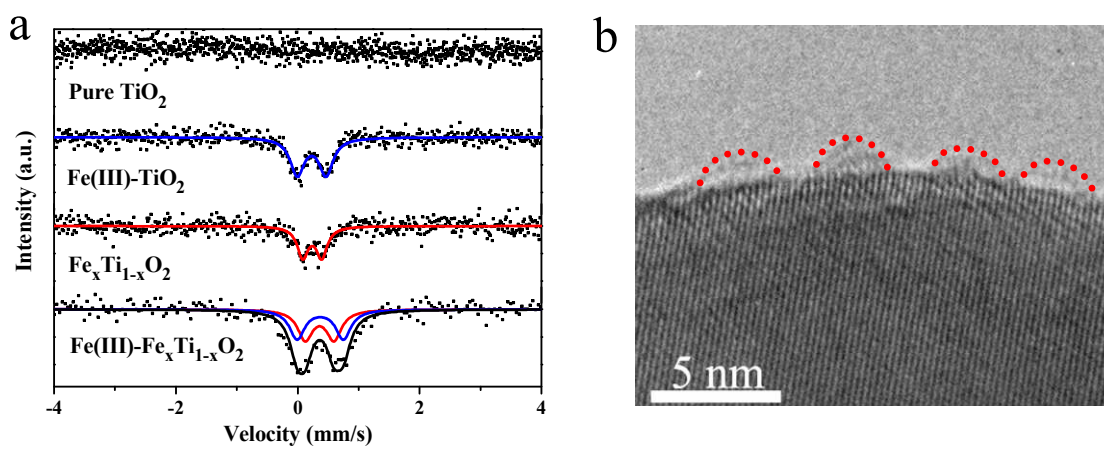 a
Intensity (a.u.)
Pure TiO₂
Fe(III)-TiO₂
FeₓTi₁₋ₓO₂
Fe(III)-FeₓTi₁₋ₓO₂
-4 -2 0 2 4
Velocity (mm/s)
b
5 nm